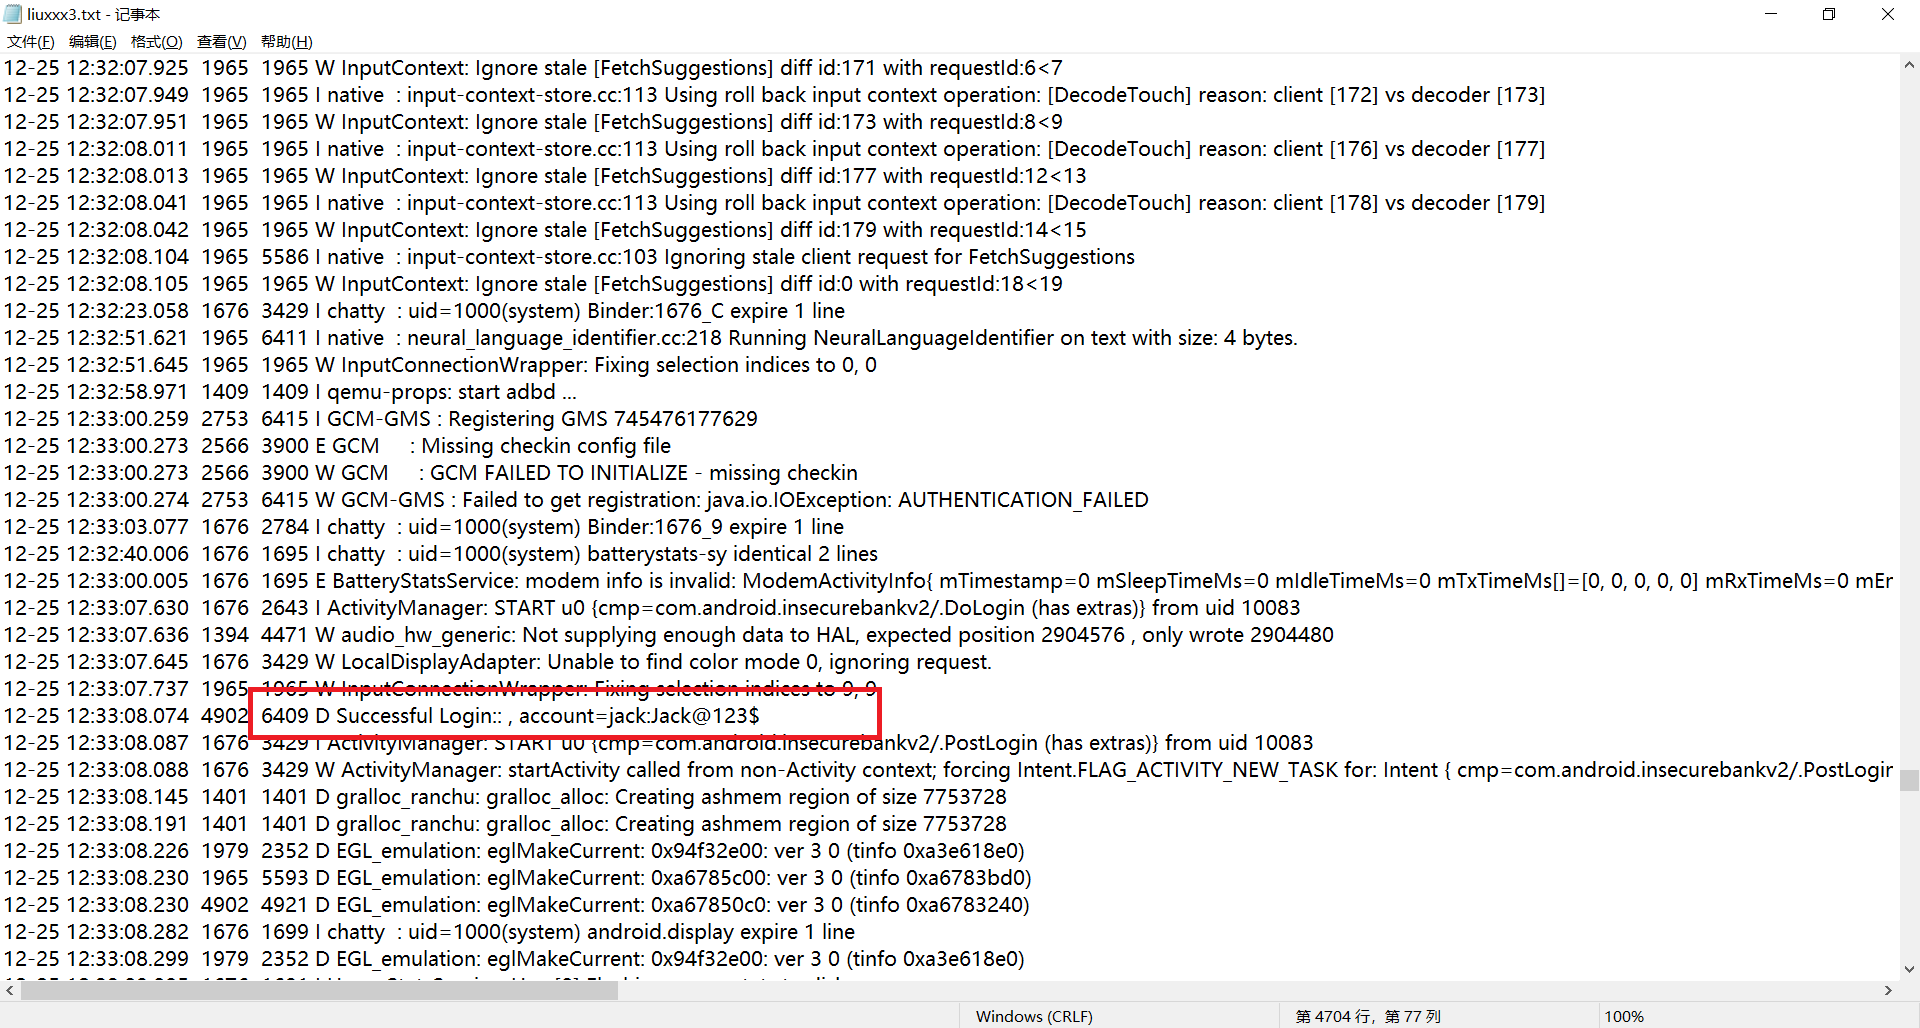 liuxxx3.txt - 记事本
文件(F) 编辑(E) 格式(O) 查看(V) 帮助(H)
12-25 12:32:07.925  1965  1965 W InputContext: Ignore stale [FetchSuggestions] diff id:171 with requestId:6<7
12-25 12:32:07.949  1965  1965 I native  : input-context-store.cc:113 Using roll back input context operation: [DecodeTouch] reason: client [172] vs decoder [173]
12-25 12:32:07.951  1965  1965 W InputContext: Ignore stale [FetchSuggestions] diff id:173 with requestId:8<9
12-25 12:32:08.011  1965  1965 I native  : input-context-store.cc:113 Using roll back input context operation: [DecodeTouch] reason: client [176] vs decoder [177]
12-25 12:32:08.013  1965  1965 W InputContext: Ignore stale [FetchSuggestions] diff id:177 with requestId:12<13
12-25 12:32:08.041  1965  1965 I native  : input-context-store.cc:113 Using roll back input context operation: [DecodeTouch] reason: client [178] vs decoder [179]
12-25 12:32:08.042  1965  1965 W InputContext: Ignore stale [FetchSuggestions] diff id:179 with requestId:14<15
12-25 12:32:08.104  1965  5586 I native  : input-context-store.cc:103 Ignoring stale client request for FetchSuggestions
12-25 12:32:08.105  1965  1965 W InputContext: Ignore stale [FetchSuggestions] diff id:0 with requestId:18<19
12-25 12:32:23.058  1676  3429 I chatty  : uid=1000(system) Binder:1676_C expire 1 line
12-25 12:32:51.621  1965  6411 I native  : neural_language_identifier.cc:218 Running NeuralLanguageIdentifier on text with size: 4 bytes.
12-25 12:32:51.645  1965  1965 W InputConnectionWrapper: Fixing selection indices to 0, 0
12-25 12:32:58.971  1409  1409 I qemu-props: start adbd ...
12-25 12:33:00.259  2753  6415 I GCM-GMS : Registering GMS 745476177629
12-25 12:33:00.273  2566  3900 E GCM     : Missing checkin config file
12-25 12:33:00.273  2566  3900 W GCM     : GCM FAILED TO INITIALIZE - missing checkin
12-25 12:33:00.274  2753  6415 W GCM-GMS : Failed to get registration: java.io.IOException: AUTHENTICATION_FAILED
12-25 12:33:03.077  1676  2784 I chatty  : uid=1000(system) Binder:1676_9 expire 1 line
12-25 12:32:40.006  1676  1695 I chatty  : uid=1000(system) batterystats-sy identical 2 lines
12-25 12:33:00.005  1676  1695 E BatteryStatsService: modem info is invalid: ModemActivityInfo{ mTimestamp=0 mSleepTimeMs=0 mIdleTimeMs=0 mTxTimeMs[]=[0, 0, 0, 0, 0] mRxTimeMs=0 mEr
12-25 12:33:07.630  1676  2643 I ActivityManager: START u0 {cmp=com.android.insecurebankv2/.DoLogin (has extras)} from uid 10083
12-25 12:33:07.636  1394  4471 W audio_hw_generic: Not supplying enough data to HAL, expected position 2904576 , only wrote 2904480
12-25 12:33:07.645  1676  3429 W LocalDisplayAdapter: Unable to find color mode 0, ignoring request.
12-25 12:33:07.737  1965  1965 W InputConnectionWrapper: Fixing selection indices to 9, 9
12-25 12:33:08.074  4902  6409 D Successful Login:: , account=jack:Jack@123$
12-25 12:33:08.087  1676  3429 I ActivityManager: START u0 {cmp=com.android.insecurebankv2/.PostLogin (has extras)} from uid 10083
12-25 12:33:08.088  1676  3429 W ActivityManager: startActivity called from non-Activity context; forcing Intent.FLAG_ACTIVITY_NEW_TASK for: Intent { cmp=com.android.insecurebankv2/.PostLogin
12-25 12:33:08.145  1401  1401 D gralloc_ranchu: gralloc_alloc: Creating ashmem region of size 7753728
12-25 12:33:08.191  1401  1401 D gralloc_ranchu: gralloc_alloc: Creating ashmem region of size 7753728
12-25 12:33:08.226  1979  2352 D EGL_emulation: eglMakeCurrent: 0x94f32e00: ver 3 0 (tinfo 0xa3e618e0)
12-25 12:33:08.230  1965  5593 D EGL_emulation: eglMakeCurrent: 0xa6785c00: ver 3 0 (tinfo 0xa6783bd0)
12-25 12:33:08.230  4902  4921 D EGL_emulation: eglMakeCurrent: 0xa67850c0: ver 3 0 (tinfo 0xa6783240)
12-25 12:33:08.282  1676  1699 I chatty  : uid=1000(system) android.display expire 1 line
12-25 12:33:08.299  1979  2352 D EGL_emulation: eglMakeCurrent: 0x94f32e00: ver 3 0 (tinfo 0xa3e618e0)
Windows (CRLF) 第 4704 行，第 77 列 100%